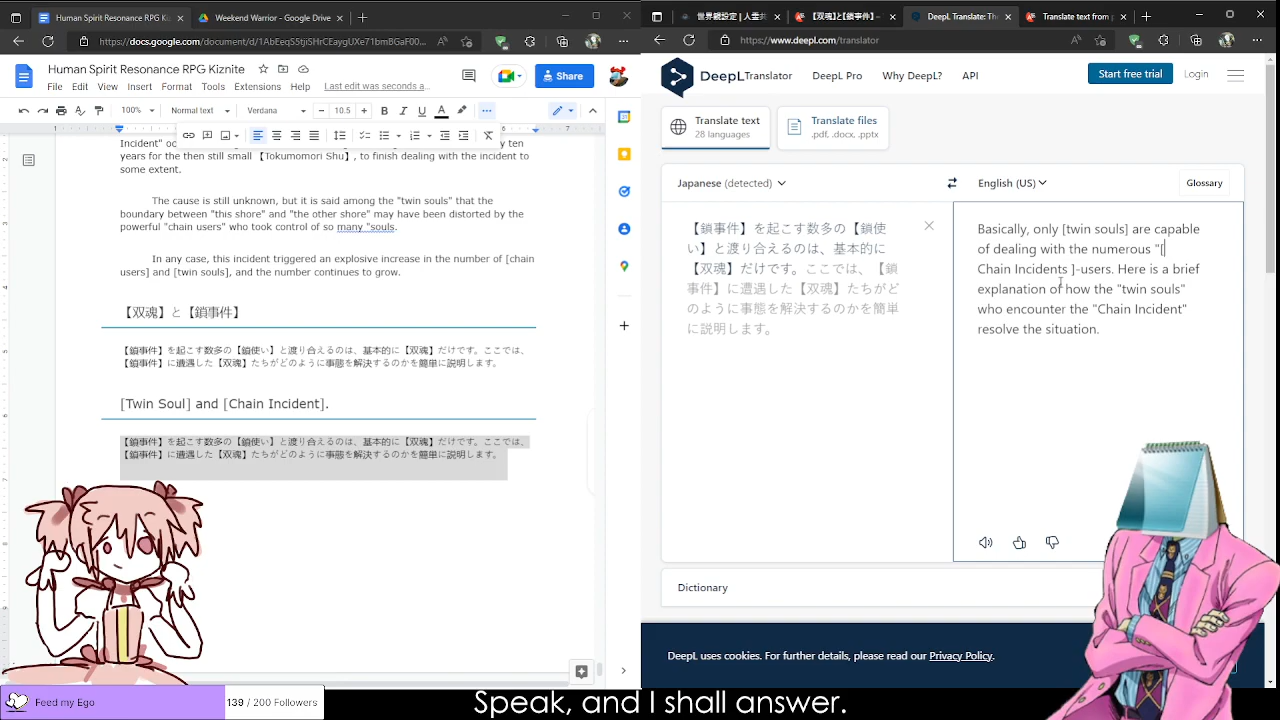 Human Spirit Resonance RPG Ki
Welcome - Google Drive
https://docs.google.com/document/d/1AbEeqS5tjiSHrCEaygUXe71eRMBGaF00...
Human Spirit Resonance RPG Kiznite
File Edit View Insert Format Tools Extensions Help
Last edit was seconds a...
Share
100%
Normal text
Verdana
10.5
B I U A
6 7
years for the then still small【Tokumomori Shu】, to finish dealing with the incident to
some extent.
The cause is still unknown, but it is said among the "twin souls" that the
boundary between "this shore" and "the other shore" may have been distorted by the
powerful "chain users" who took control of so many "souls.
In any case, this incident triggered an explosive increase in the number of [chain
users] and [twin souls], and the number continues to grow.
【双魂】と【鎖事件】
【鎖事件】を起こす数多の【鎖使い】と渡り合えるのは、基本的に【双魂】だけです。ここでは、
【鎖事件】に遭遇した【双魂】たちがどのように事態を解決するのかを簡単に説明します。
[Twin Soul] and [Chain Incident].
【鎖事件】を起こす数多の【鎖使い】と渡り合えるのは、基本的に【双魂】だけです。ここでは、
【鎖事件】に遭遇した【双魂】たちがどのように事態を解決するのかを簡単に説明します。
Feed my Ego
139 / 200 Followers
【双魂】と【鎖事件】–
DeepL Translate: The
Translate text from p
https://www.deepl.com/translator
DeepL Translator
DeepL Pro
Why DeepL?
API
Start free trial
Login
Translate text
28 languages
Translate files
.pdf, .docx, .pptx
Japanese (detected)
English (US)
Glossary
【鎖事件】を起こす数多の【鎖使
い】と渡り合えるのは、基本的に
【双魂】だけです。ここでは、【鎖
事件】に遭遇した【双魂】たちがど
のように事態を解決するのかを簡単
に説明します。
Basically, only [twin souls] are capable
of dealing with the numerous "[
Chain Incidents ]-users. Here is a brief
explanation of how the "twin souls"
who encounter the "Chain Incident"
resolve the situation.
Dictionary
DeepL uses cookies. For further details, please read our Privacy Policy.
Speak, and I shall answer.